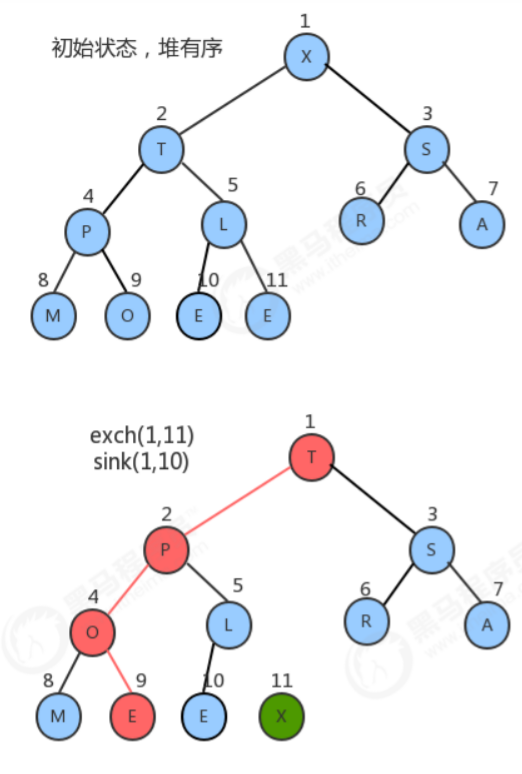 初始状态，堆有序
1
X
2
3
T
S
4
5
6
7
P
L
R
A
8
9
10
11
M
O
E
E
exch(1,11)
sink(1,10)
1
T
2
3
P
S
4
5
6
7
O
L
R
A
8
9
10
11
M
E
E
X